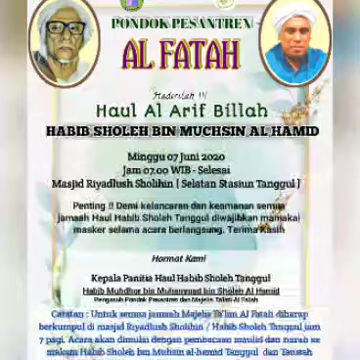 PONDOK PESANTREN
AL FATAH
Hadirilah !!!
Haul Al Arif Billah
HABIB SHOLEH BIN MUCHSIN AL HAMID
Minggu 07 Juni 2020
Jam 07.00 WIB - Selesai
Masjid Riyadlush Sholihin ( Selatan Stasiun Tanggul )
Penting !! Demi kelancaran dan keamanan semua
jamaah Haul Habib Sholeh Tanggul diwajibkan mamakai
masker selama acara berlangsung. Terima Kasih
Hormat Kami
Kepala Panitia Haul Habib Sholeh Tanggul
Habib Muhdhor bin Muhammad bin Sholeh Al Hamid
Pengasuh Pondok Pesantren dan Majelis Ta'lim Al Fatah
Catatan : Untuk semua jamaah Majelis Ta'lim Al Fatah diharap
berkumpul di masjid Riyadlush Sholihin / Habib Sholeh Tanggul jam
7 pagi. Acara akan dimulai dengan pembacaan maulid dan
makam Habib Sholeh bin Muhsin al-hamid Tanggul dan